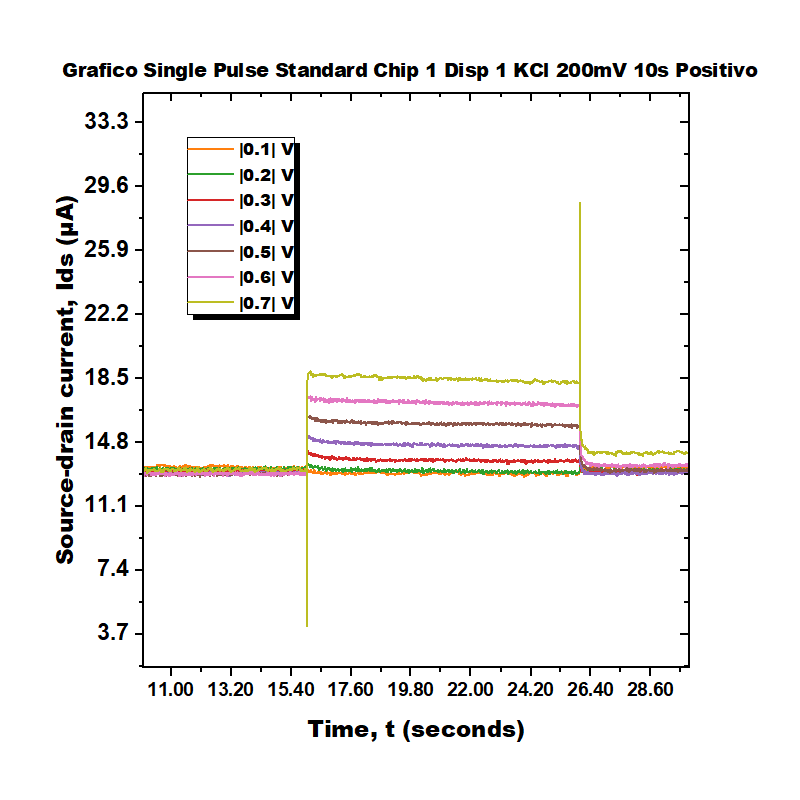 Grafico Single Pulse Standard Chip 1 Disp 1 KCl 200mV 10s Positivo
33.3
29.6
25.9
22.2
18.5
14.8
11.1
7.4
3.7
Source-drain current, Ids (µA)
|0.1| V
|0.2| V
|0.3| V
|0.4| V
|0.5| V
|0.6| V
|0.7| V
11.00 13.20 15.40 17.60 19.80 22.00 24.20 26.40 28.60
Time, t (seconds)